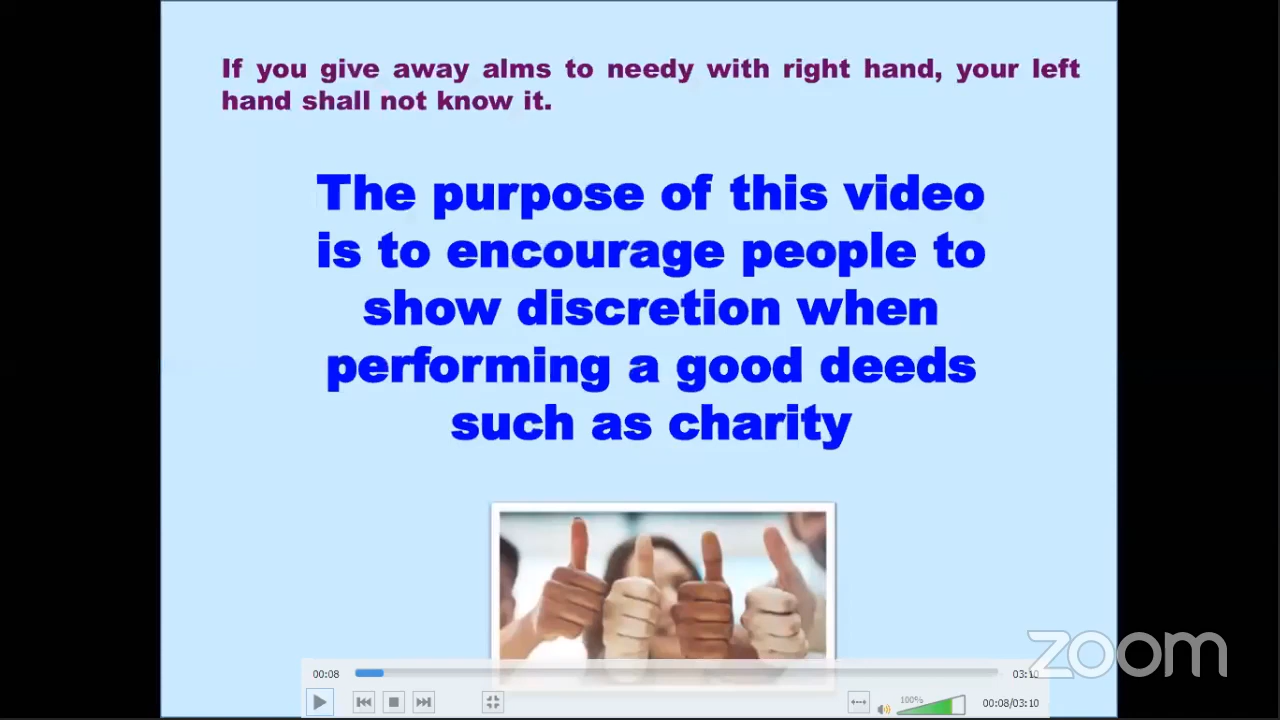 If you give away alms to needy with right hand, your left
hand shall not know it.
The purpose of this video
is to encourage people to
show discretion when
performing a good deeds
such as charity
zoom
00:08
03:10
100%
00:08/03:10